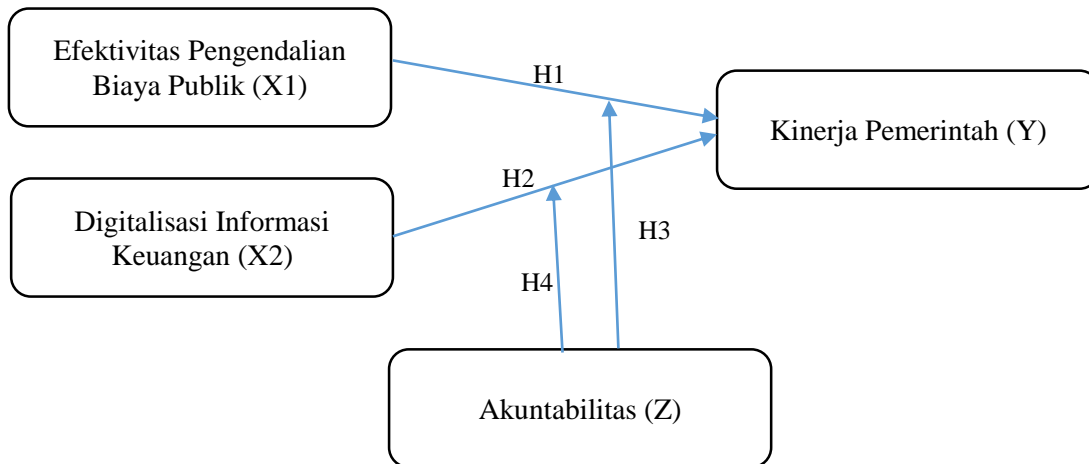 Efektivitas Pengendalian
Biaya Publik (X1)
H1
Kinerja Pemerintah (Y)
H2
Digitalisasi Informasi
Keuangan (X2)
H3
H4
Akuntabilitas (Z)